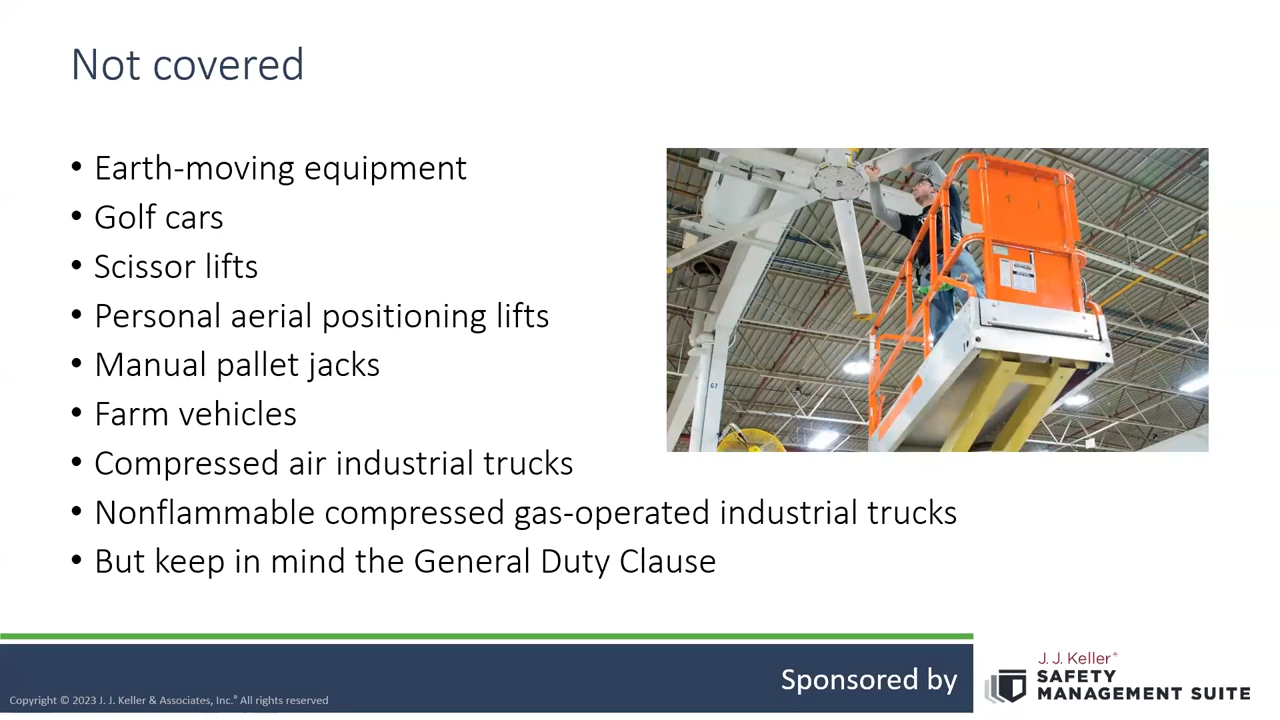 Not covered
• Earth-moving equipment
• Golf cars
• Scissor lifts
• Personal aerial positioning lifts
• Manual pallet jacks
• Farm vehicles
• Compressed air industrial trucks
• Nonflammable compressed gas-operated industrial trucks
• But keep in mind the General Duty Clause
G7
Sponsored by
J. J. Keller®
SAFETY
MANAGEMENT SUITE
Copyright © 2023 J. J. Keller & Associates, Inc.® All rights reserved